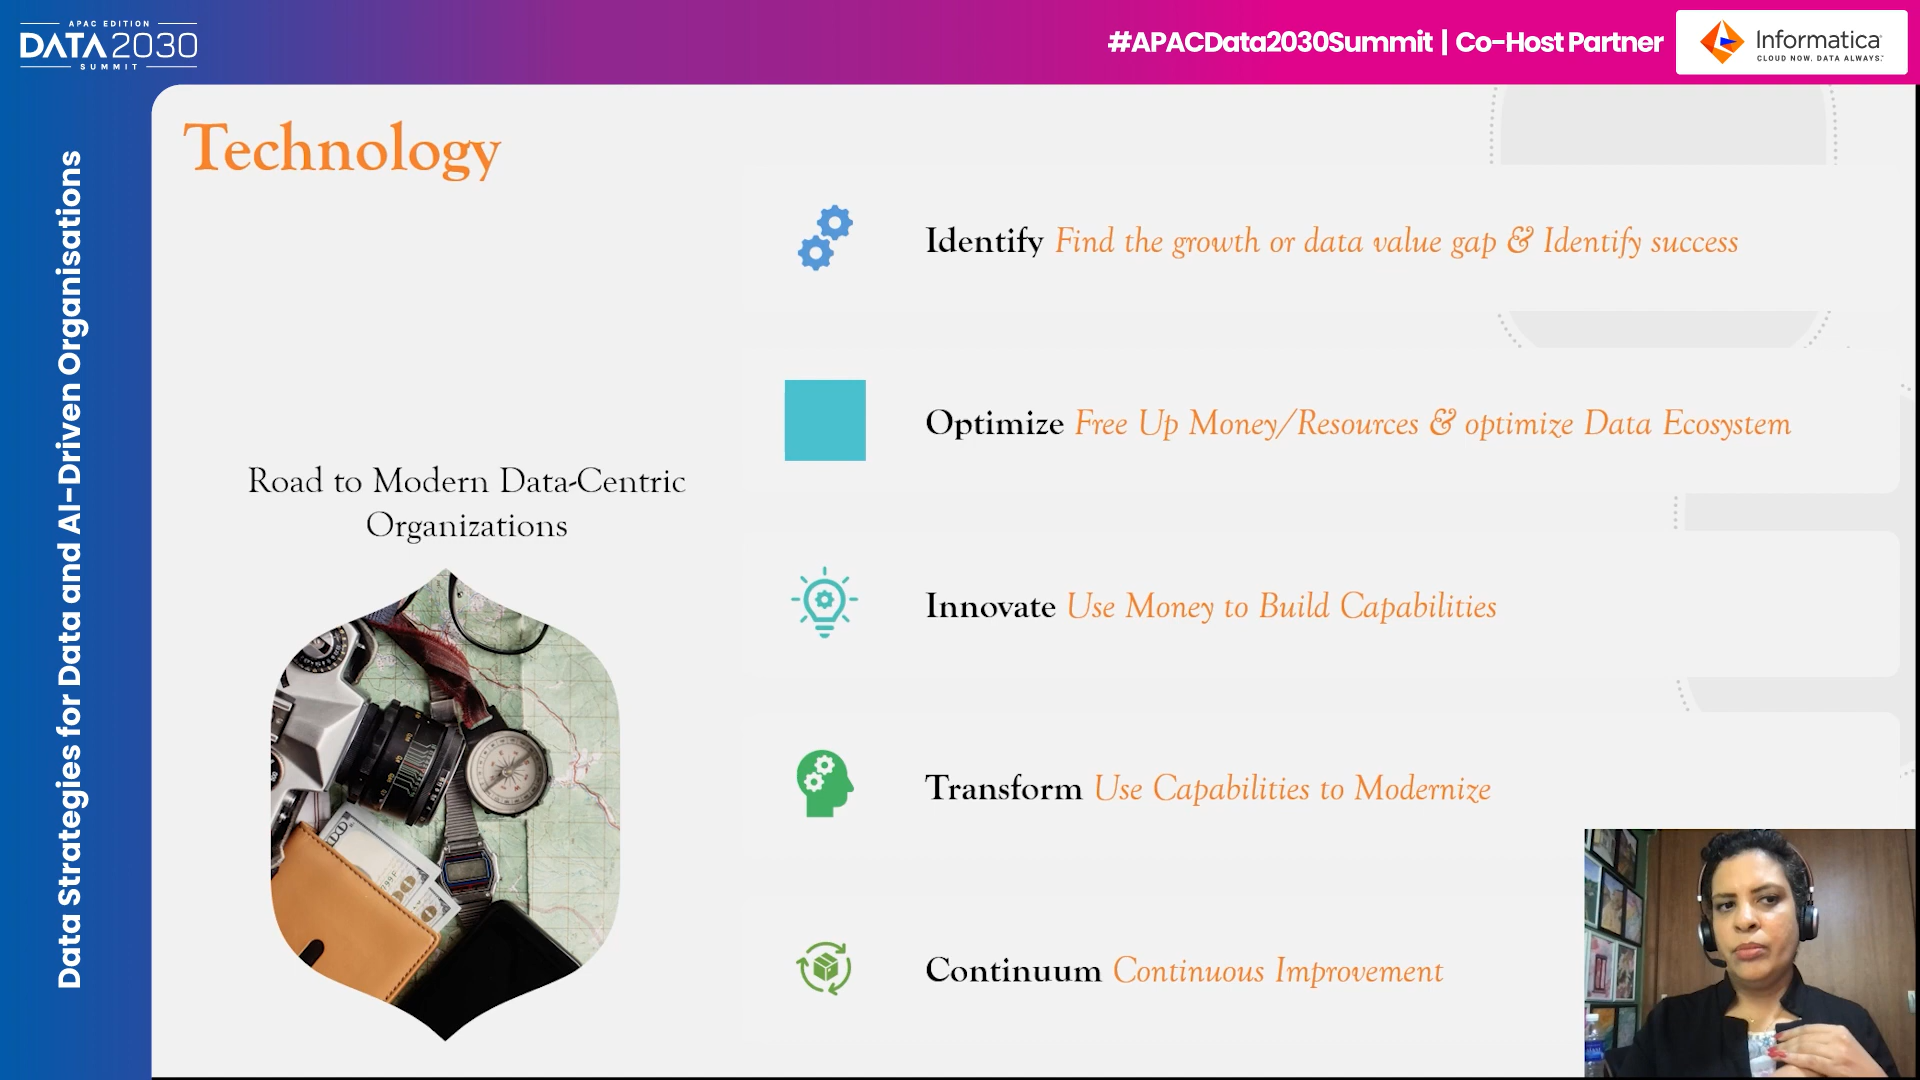 APAC EDITION
DATA2030
SUMMIT
#APACData2030Summit | Co-Host Partner
Informatica
CLOUD NOW. DATA ALWAYS.
Data Strategies for Data and AI-Driven Organisations
Technology
Road to Modern Data-Centric
Organizations
Identify Find the growth or data value gap & Identify success
Optimize Free Up Money/Resources & optimize Data Ecosystem
Innovate Use Money to Build Capabilities
Transform Use Capabilities to Modernize
Continuum Continuous Improvement